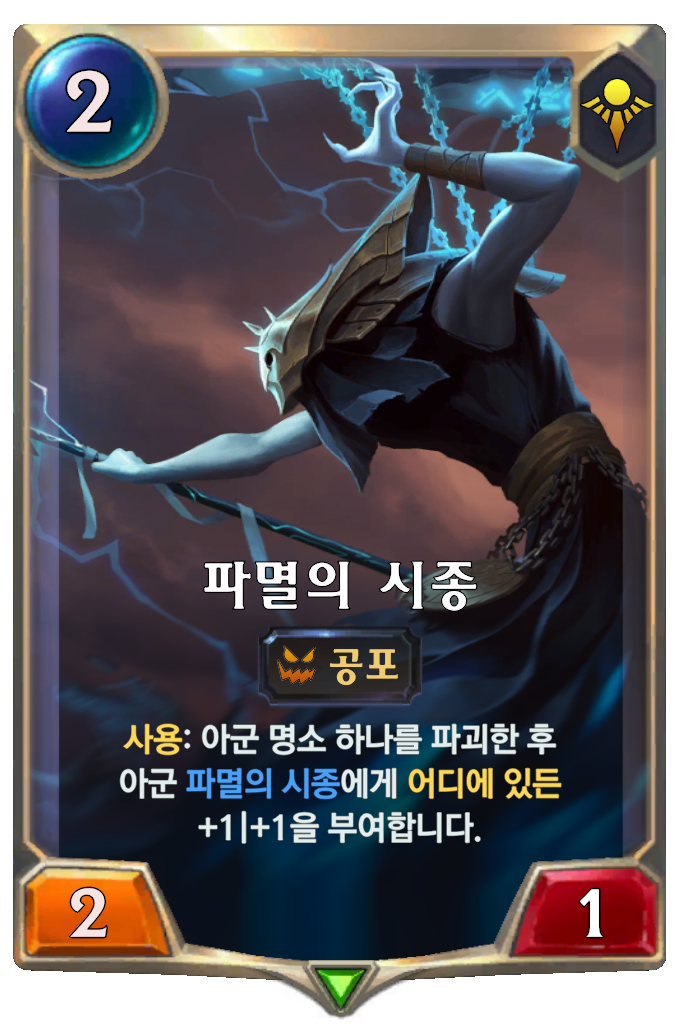 2
파멸의 시종
공포
사용: 아군 명소 하나를 파괴한 후
아군 파멸의 시종에게 어디에 있든
+1|+1을 부여합니다.
2
1